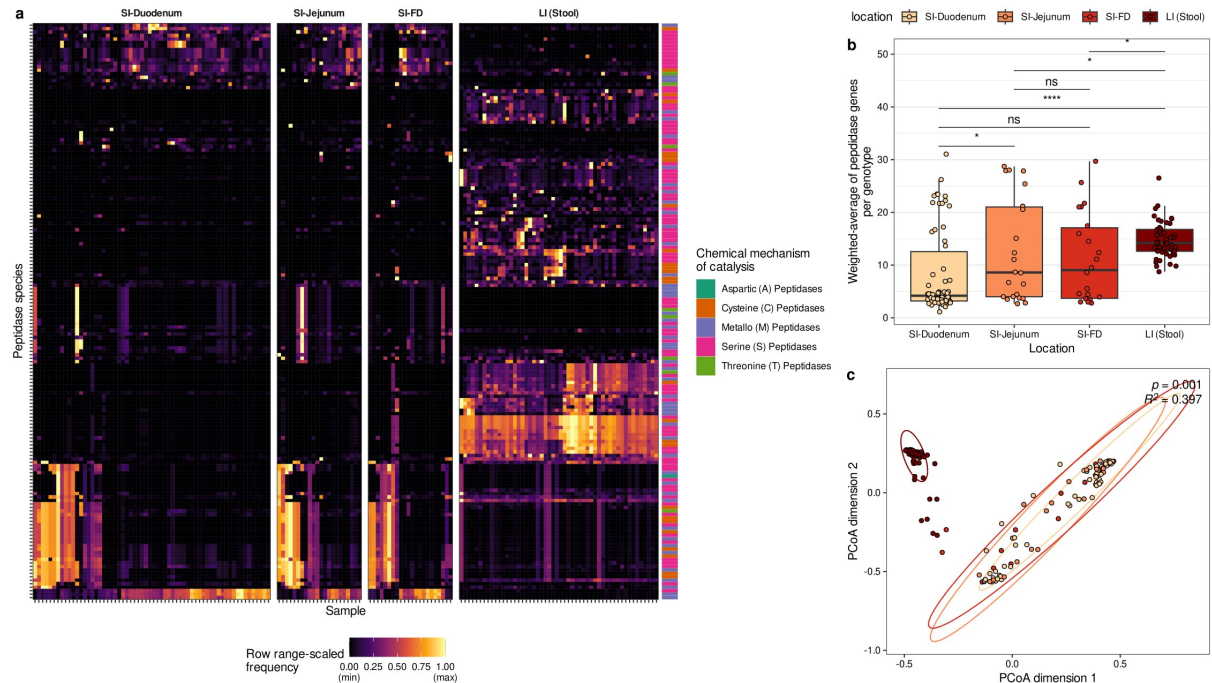 a
SI-Duodenum
SI-Jejunum
SI-FD
LI (Stool)
Peptidase species
Sample
Row range-scaled
frequency
0.00
0.25
0.50
0.75
1.00
(min)
(max)
Chemical mechanism
of catalysis
Aspartic (A) Peptidases
Cysteine (C) Peptidases
Metallo (M) Peptidases
Serine (S) Peptidases
Threonine (T) Peptidases
location
SI-Duodenum
SI-Jejunum
SI-FD
LI (Stool)
b
*
*
ns
****
ns
*
Weighted-average of peptidase genes
per genotype
50
40
30
20
10
0
SI-Duodenum
SI-Jejunum
SI-FD
LI (Stool)
Location
c
p = 0.001
R² = 0.397
PCoA dimension 2
0.5
0.0
-0.5
-1.0
-0.5
0.0
0.5
PCoA dimension 1